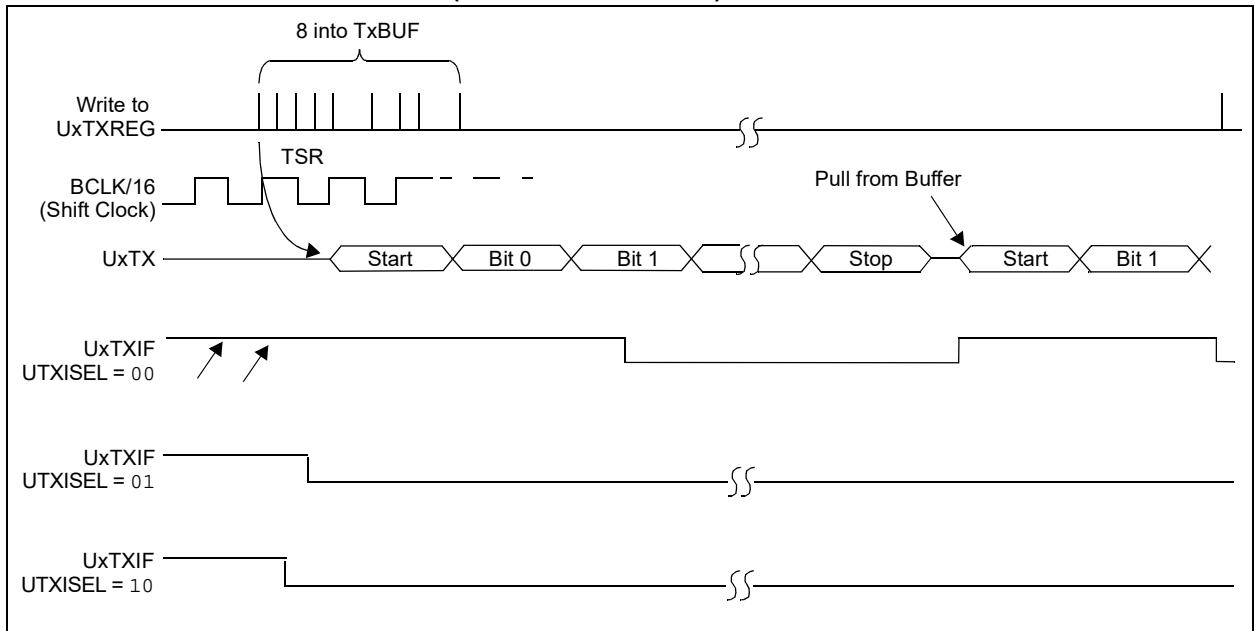 8 into TxBUF
Write to
UxTXREG
TSR
BCLK/16
(Shift Clock)
Pull from Buffer
UxTX
Start
Bit 0
Bit 1
Stop
Start
Bit 1
UxTXIF
UTXISEL = 00
UxTXIF
UTXISEL = 01
UxTXIF
UTXISEL = 10